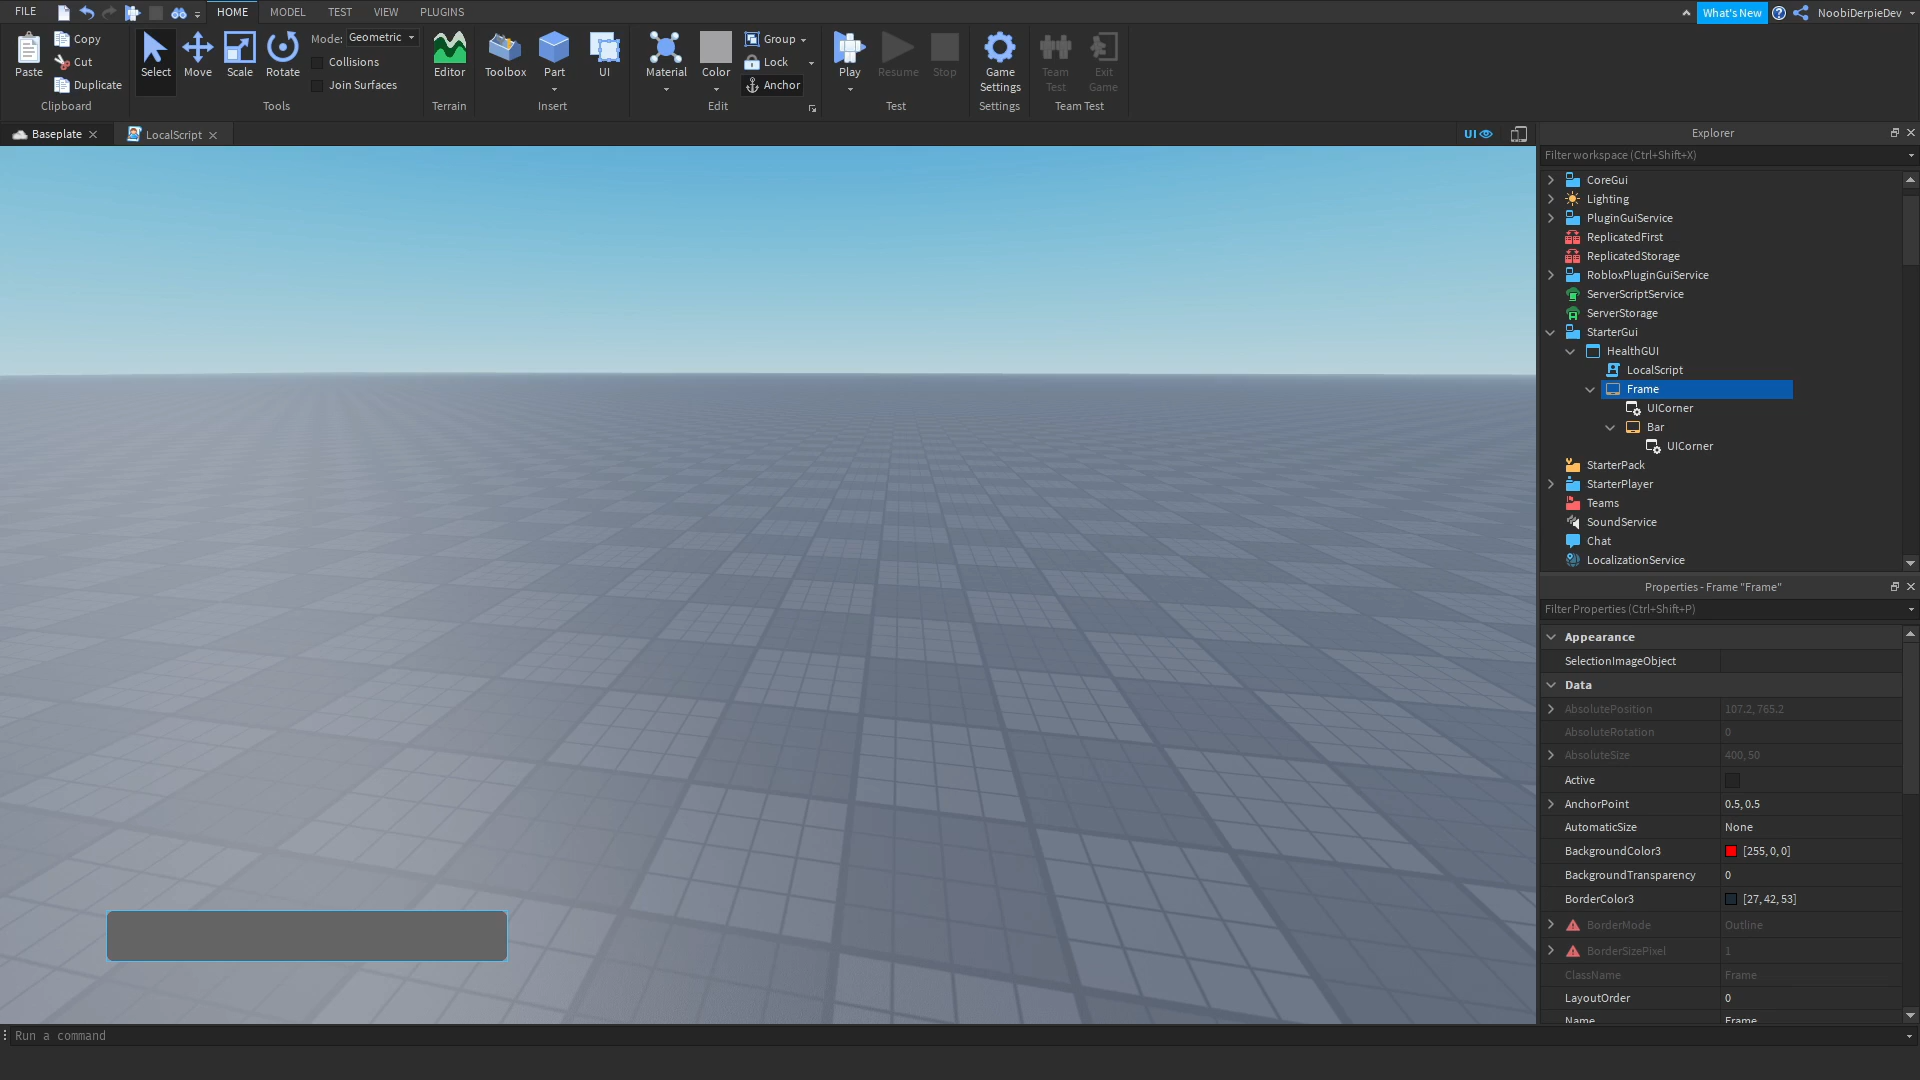 FILE HOME MODEL TEST VIEW PLUGINS What's New NoobiDerpieDev
Paste Copy Cut Duplicate
Clipboard
Select Move Scale Rotate
Mode: Geometric
Collisions
Join Surfaces
Tools
Editor
Terrain
Toolbox Part UI
Insert
Material Color Group Lock Anchor
Edit
Play Resume Stop
Test
Game
Settings
Settings
Team
Test
Exit
Game
Team Test
Baseplate LocalScript UI
Explorer
Filter workspace (Ctrl+Shift+X)
CoreGui
Lighting
PluginGuiService
ReplicatedFirst
ReplicatedStorage
RobloxPluginGuiService
ServerScriptService
ServerStorage
StarterGui
HealthGUI
LocalScript
Frame
UICorner
Bar
UICorner
StarterPack
StarterPlayer
Teams
SoundService
Chat
LocalizationService
Properties - Frame "Frame"
Filter Properties (Ctrl+Shift+P)
Appearance
SelectionImageObject
Data
AbsolutePosition 107.2, 765.2
AbsoluteRotation 0
AbsoluteSize 400, 50
Active
AnchorPoint 0.5, 0.5
AutomaticSize None
BackgroundColor3 [255, 0, 0]
BackgroundTransparency 0
BorderColor3 [27, 42, 53]
BorderMode Outline
BorderSizePixel 1
ClassName Frame
LayoutOrder 0
Name Frame
Run a command